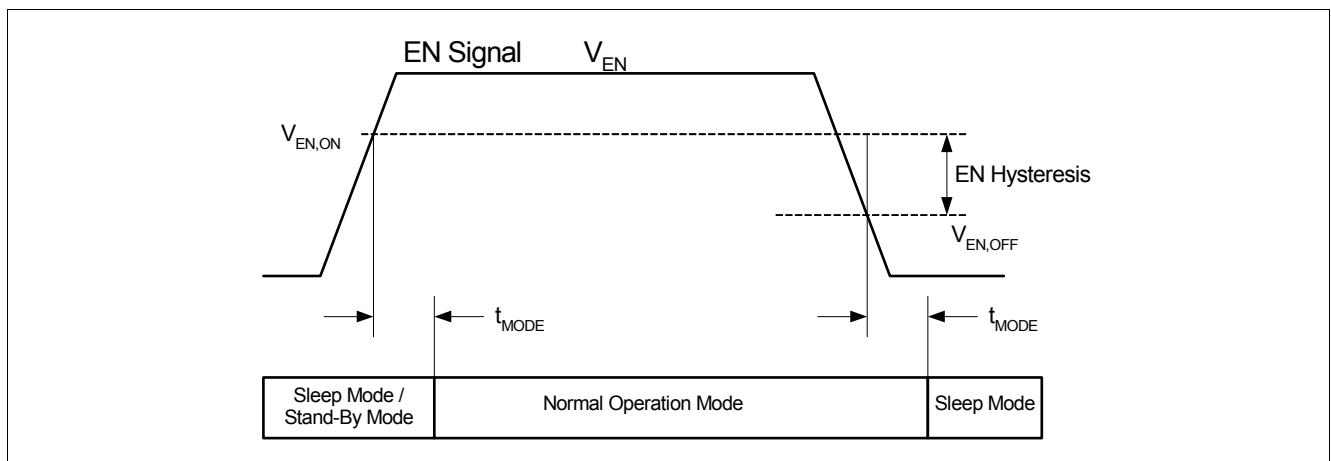 EN Signal V_EN
V_EN,ON
EN Hysteresis
V_EN,OFF
t_MODE
t_MODE
Sleep Mode /
Stand-By Mode
Normal Operation Mode
Sleep Mode